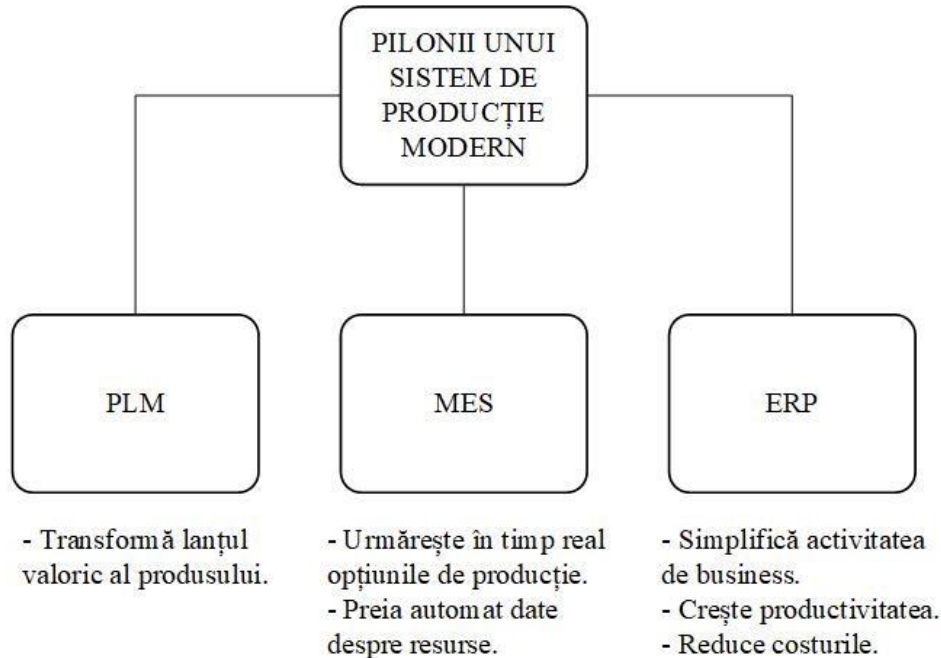 PILONII UNUI
SISTEM DE
PRODUCȚIE
MODERN
PLM
MES
ERP
- Transformă lanțul
valoric al produsului.
- Urmărește în timp real
opțiunile de producție.
- Preia automat date
despre resurse.
- Simplifică activitatea
de business.
- Crește productivitatea.
- Reduce costurile.